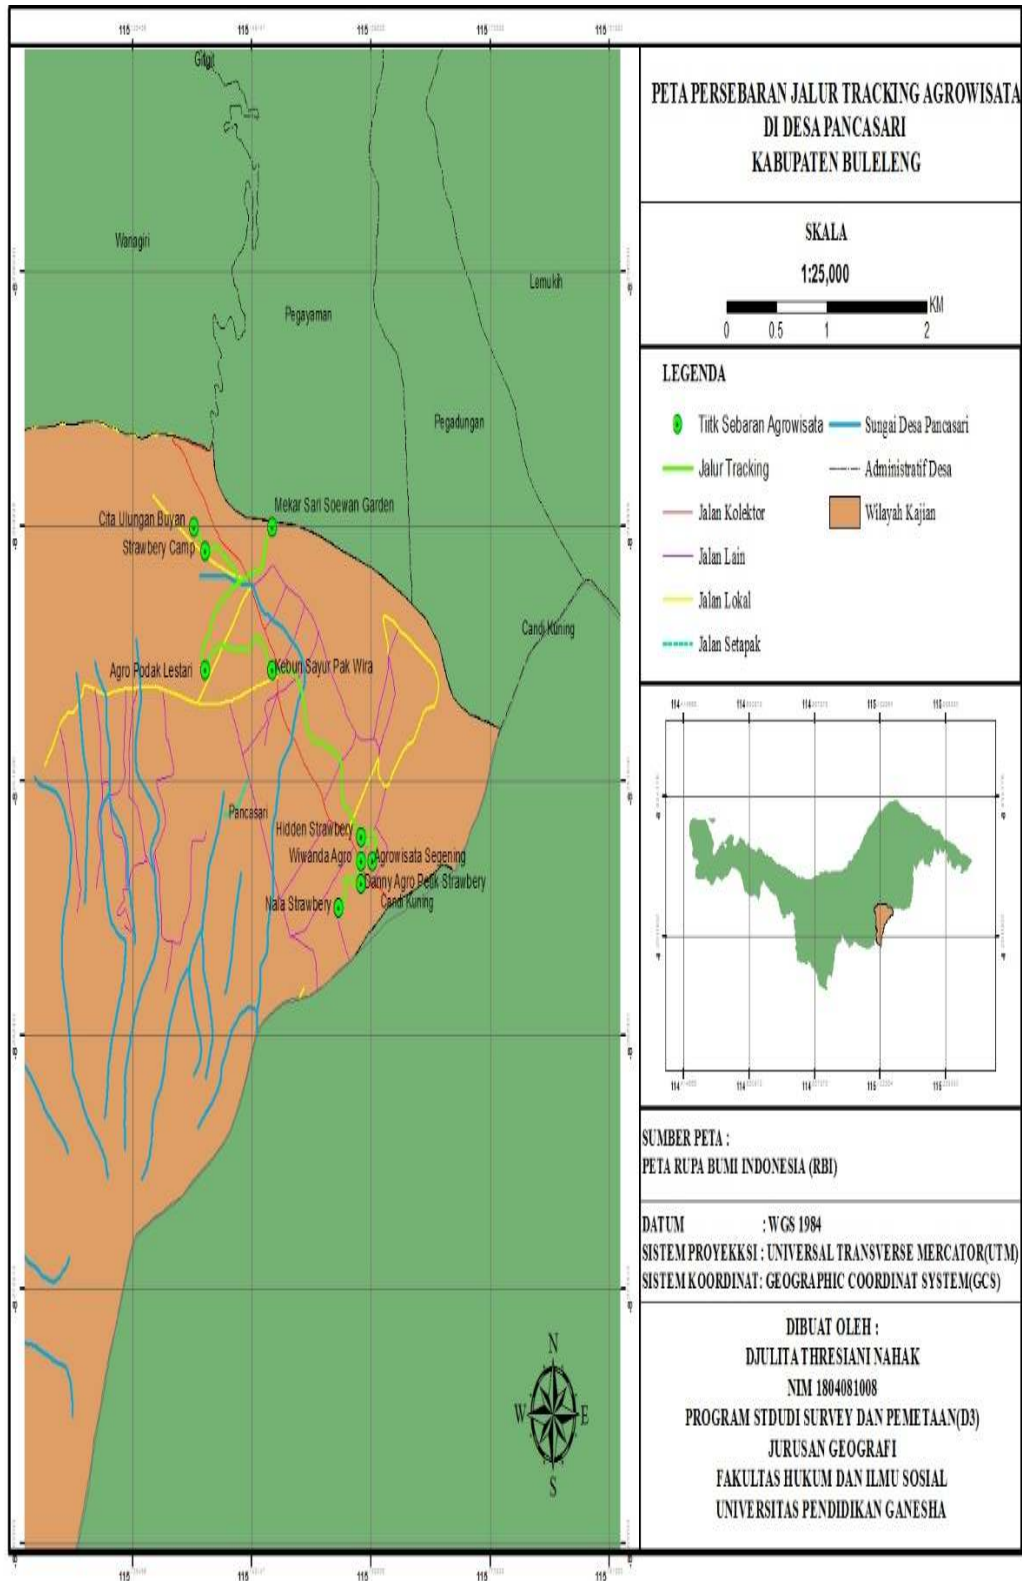 Gitgit
Wanagiri
Lemukih
Pegayaman
Pegadungan
Mekar Sari Soewan Garden
Cita Ulungan Buyan
Strawbery Camp
Candi Kuning
Agro Podak Lestari
Kebun Sayur Pak Wira
Pancasari
Hidden Strawbery
Wiwanda Agro
Agrowisata Segening
Danny Agro Petik Strawbery
Nala Strawbery
Candi Kuning
N
W E
S
PETA PERSEBARAN JALUR TRACKING AGROWISATA
DI DESA PANCASARI
KABUPATEN BULELENG
SKALA
1:25,000
KM
0 0.5 1 2
LEGENDA
Tiitk Sebaran Agrowisata
Jalur Tracking
Jalan Kolektor
Jalan Lain
Jalan Lokal
Jalan Setapak
Sungai Desa Pancasari
Administratif Desa
Wilayah Kajian
SUMBER PETA :
PETA RUPA BUMI INDONESIA (RBI)
DATUM : WGS 1984
SISTEM PROYEKKSI : UNIVERSAL TRANSVERSE MERCATOR(UTM)
SISTEM KOORDINAT: GEOGRAPHIC COORDINAT SYSTEM(GCS)
DIBUAT OLEH :
DJULITA THRESIANI NAHAK
NIM 1804081008
PROGRAM STDUDI SURVEY DAN PEMETAAN(D3)
JURUSAN GEOGRAFI
FAKULTAS HUKUM DAN ILMU SOSIAL
UNIVERSITAS PENDIDIKAN GANESHA